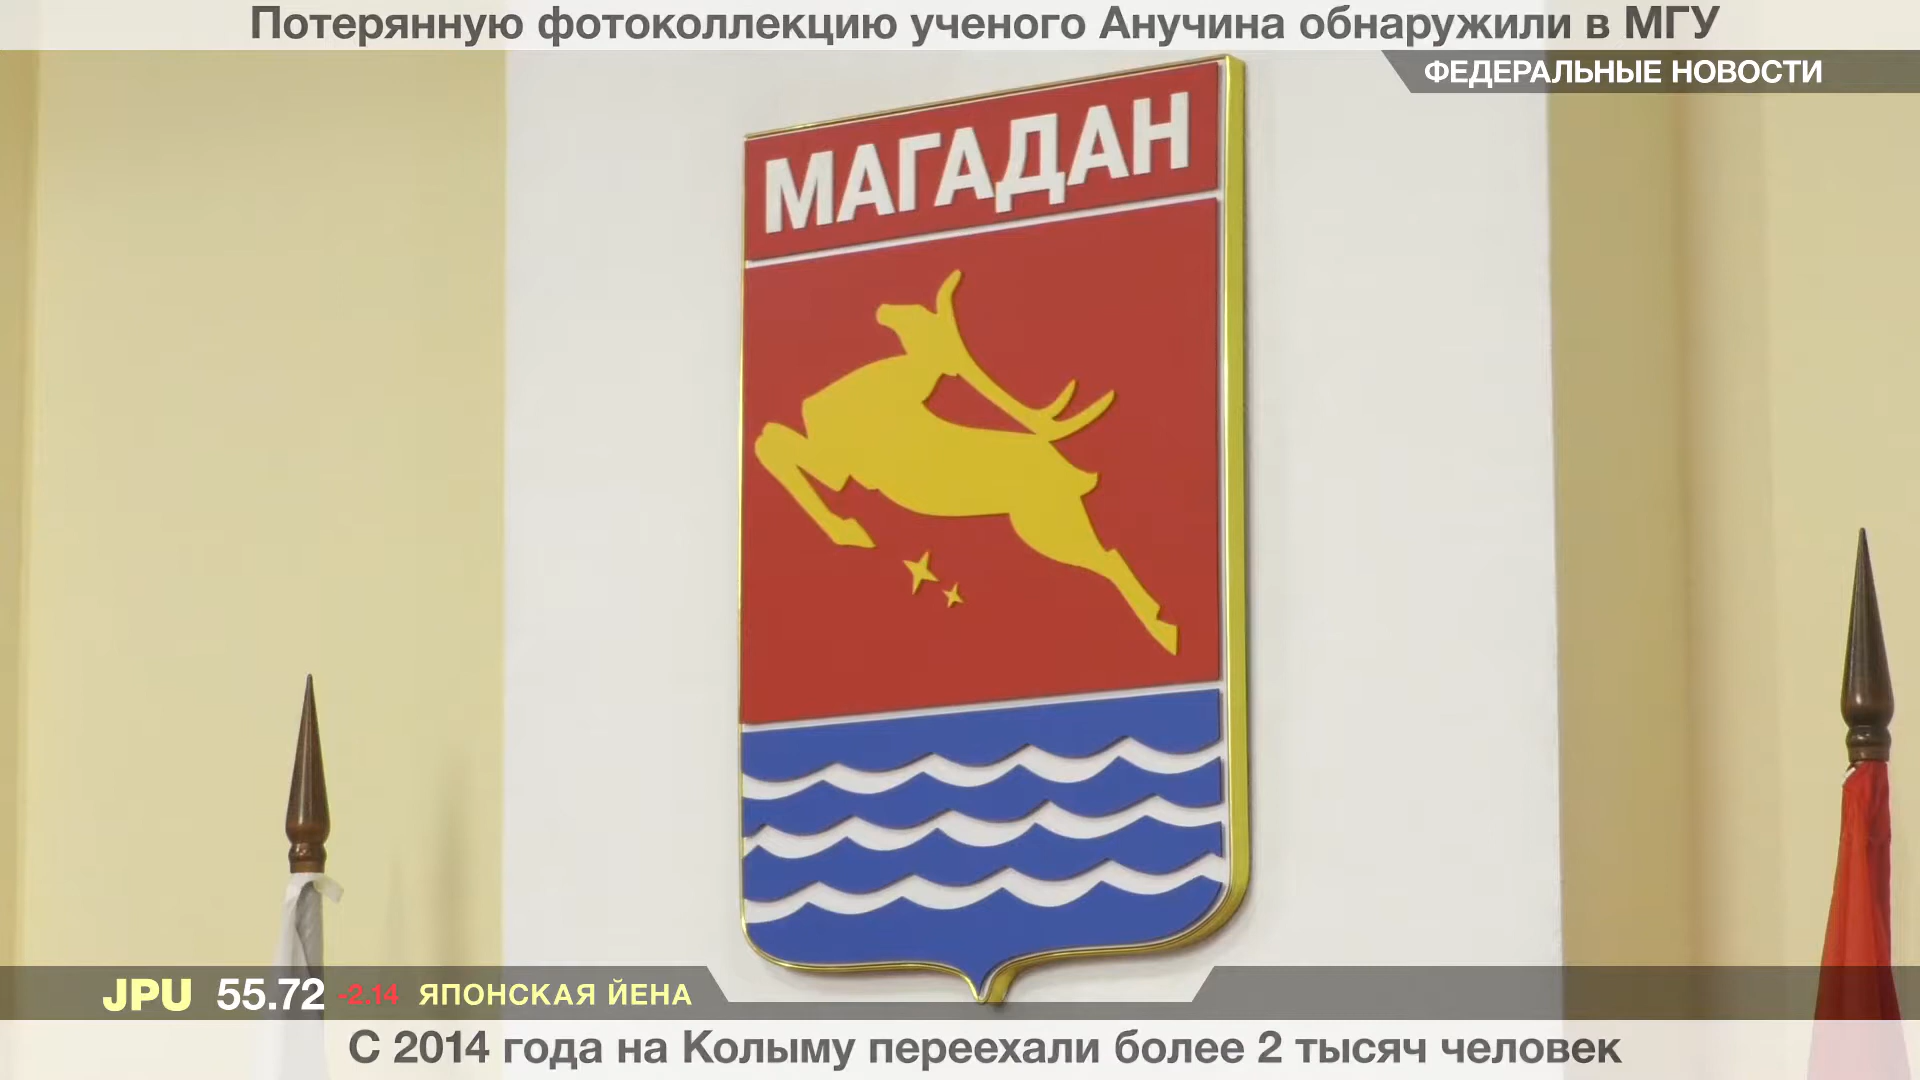 Потерянную фотоколлекцию ученого Анучина обнаружили в МГУ
ФЕДЕРАЛЬНЫЕ НОВОСТИ
МАГАДАН
JPU 55.72 -2.14 ЯПОНСКАЯ ЙЕНА
С 2014 года на Колыму переехали более 2 тысяч человек